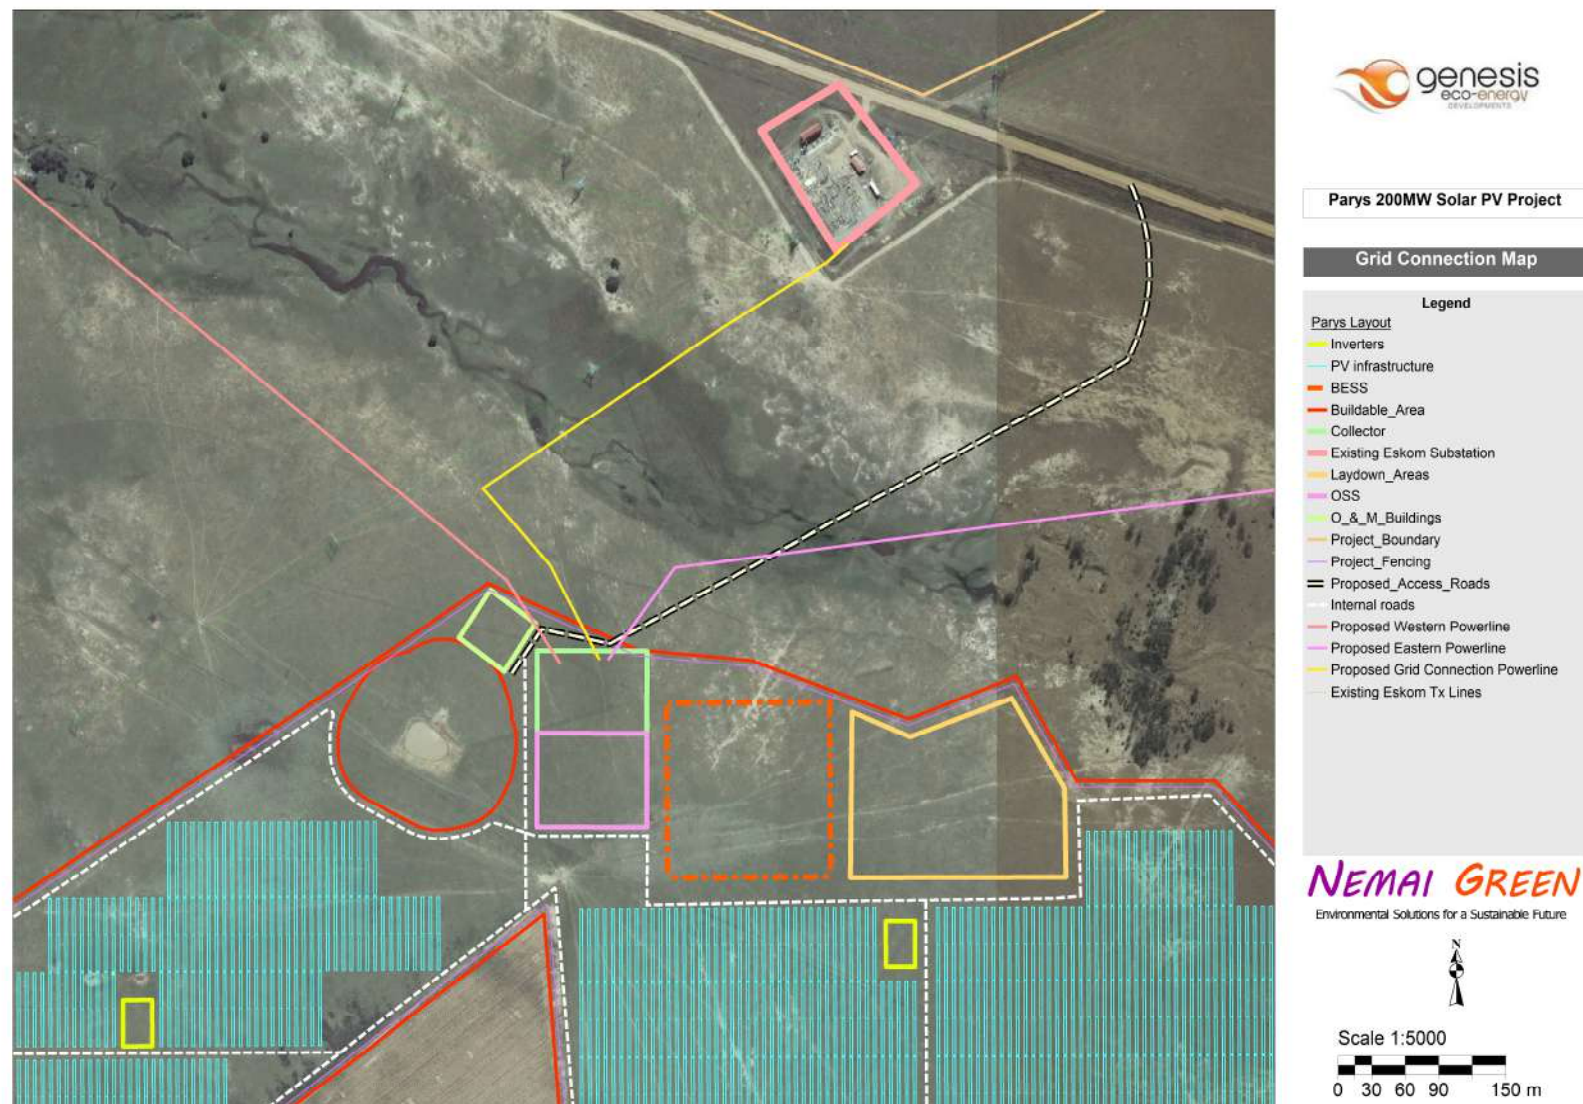 genesis
eco-energy
DEVELOPMENTS
Parys 200MW Solar PV Project
Grid Connection Map
Legend
Parys Layout
Inverters
PV infrastructure
BESS
Buildable_Area
Collector
Existing Eskom Substation
Laydown_Areas
OSS
O_&_M_Buildings
Project_Boundary
Project_Fencing
Proposed_Access_Roads
Internal roads
Proposed Western Powerline
Proposed Eastern Powerline
Proposed Grid Connection Powerline
Existing Eskom Tx Lines
NEMAI GREEN
Environmental Solutions for a Sustainable Future
N
Scale 1:5000
0 30 60 90 150 m